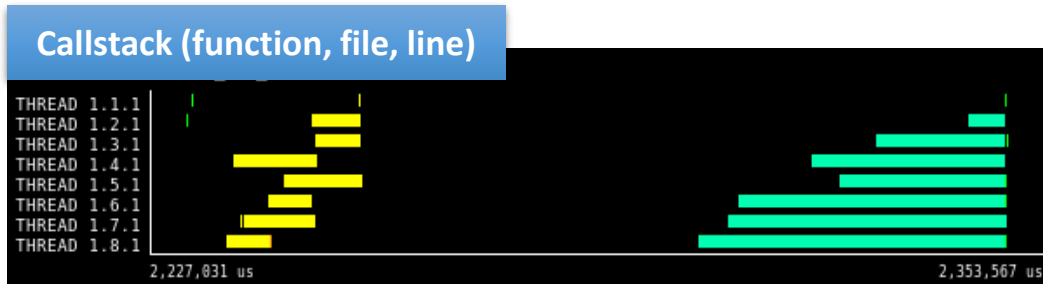 Callstack (function, file, line)
THREAD 1.1.1
THREAD 1.2.1
THREAD 1.3.1
THREAD 1.4.1
THREAD 1.5.1
THREAD 1.6.1
THREAD 1.7.1
THREAD 1.8.1
2,227,031 us 2,353,567 us